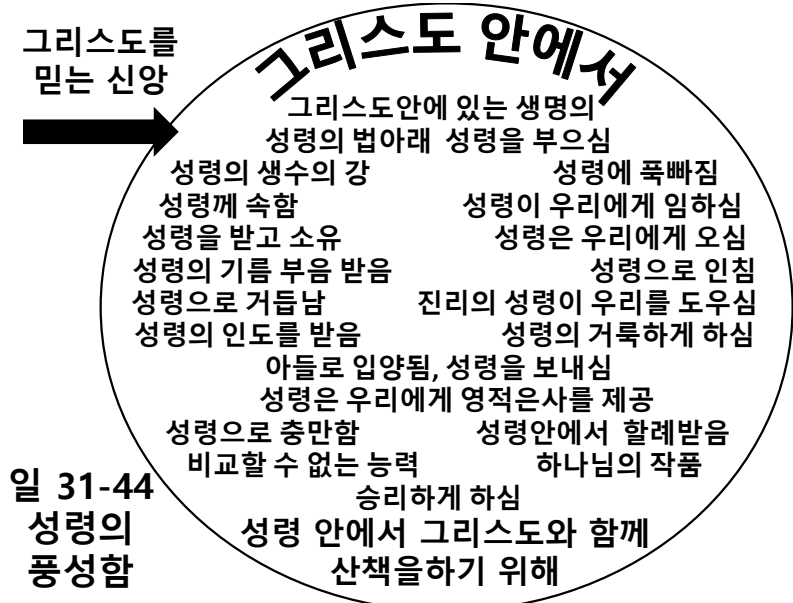 그리스도를
믿는 신앙
그리스도 안에서
그리스도안에 있는 생명의
성령의 법아래 성령을 부으심
성령의 생수의 강 성령에 푹빠짐
성령께 속함 성령이 우리에게 임하심
성령을 받고 소유 성령은 우리에게 오심
성령의 기름 부음 받음 성령으로 인침
성령으로 거듭남 진리의 성령이 우리를 도우심
성령의 인도를 받음 성령의 거룩하게 하심
아들로 입양됨, 성령을 보내심
성령은 우리에게 영적은사를 제공
성령으로 충만함 성령안에서 할례받음
비교할 수 없는 능력 하나님의 작품
승리하게 하심
성령 안에서 그리스도와 함께
산책을하기 위해
일 31-44
성령의
풍성함